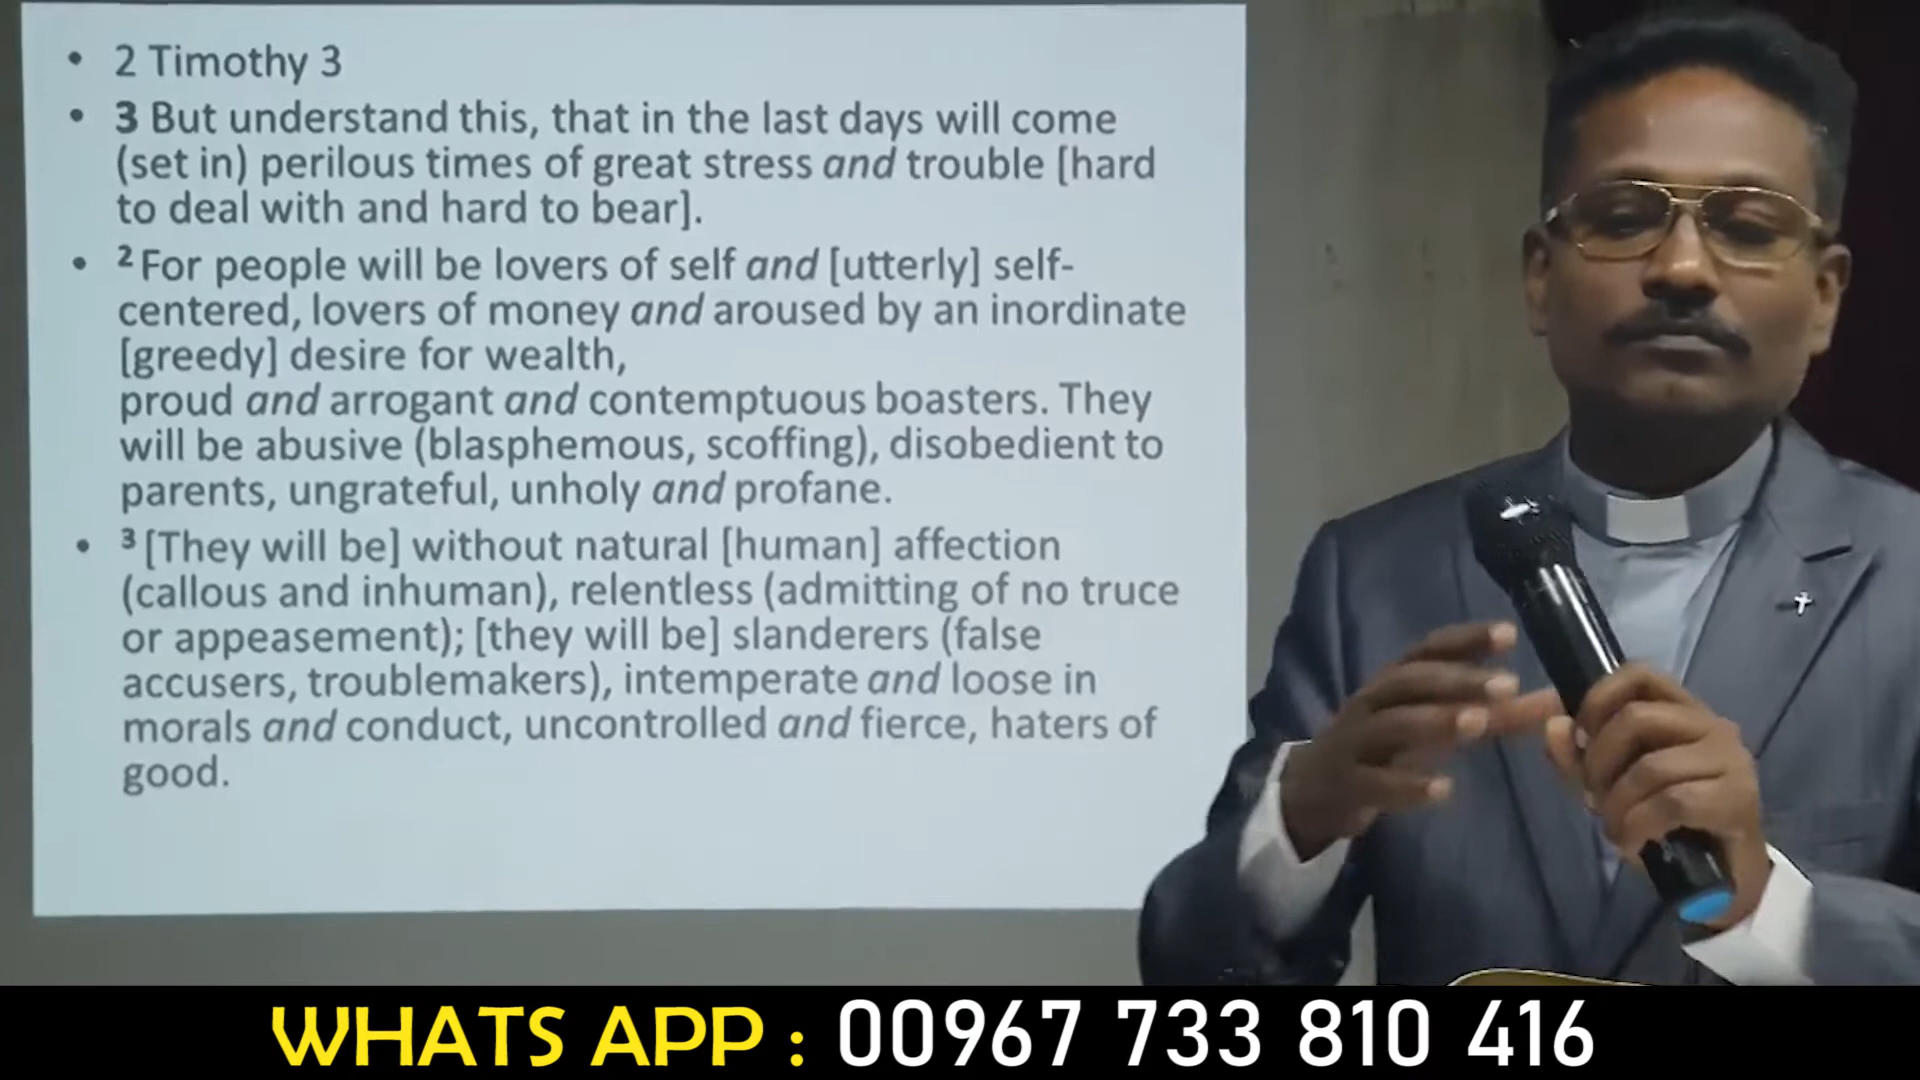 • 2 Timothy 3
• 3 But understand this, that in the last days will come
(set in) perilous times of great stress and trouble [hard
to deal with and hard to bear].
• 2 For people will be lovers of self and [utterly] self-
centered, lovers of money and aroused by an inordinate
[greedy] desire for wealth,
proud and arrogant and contemptuous boasters. They
will be abusive (blasphemous, scoffing), disobedient to
parents, ungrateful, unholy and profane.
• 3 [They will be] without natural [human] affection
(callous and inhuman), relentless (admitting of no truce
or appeasement); [they will be] slanderers (false
accusers, troublemakers), intemperate and loose in
morals and conduct, uncontrolled and fierce, haters of
good.
WHATS APP : 00967 733 810 416